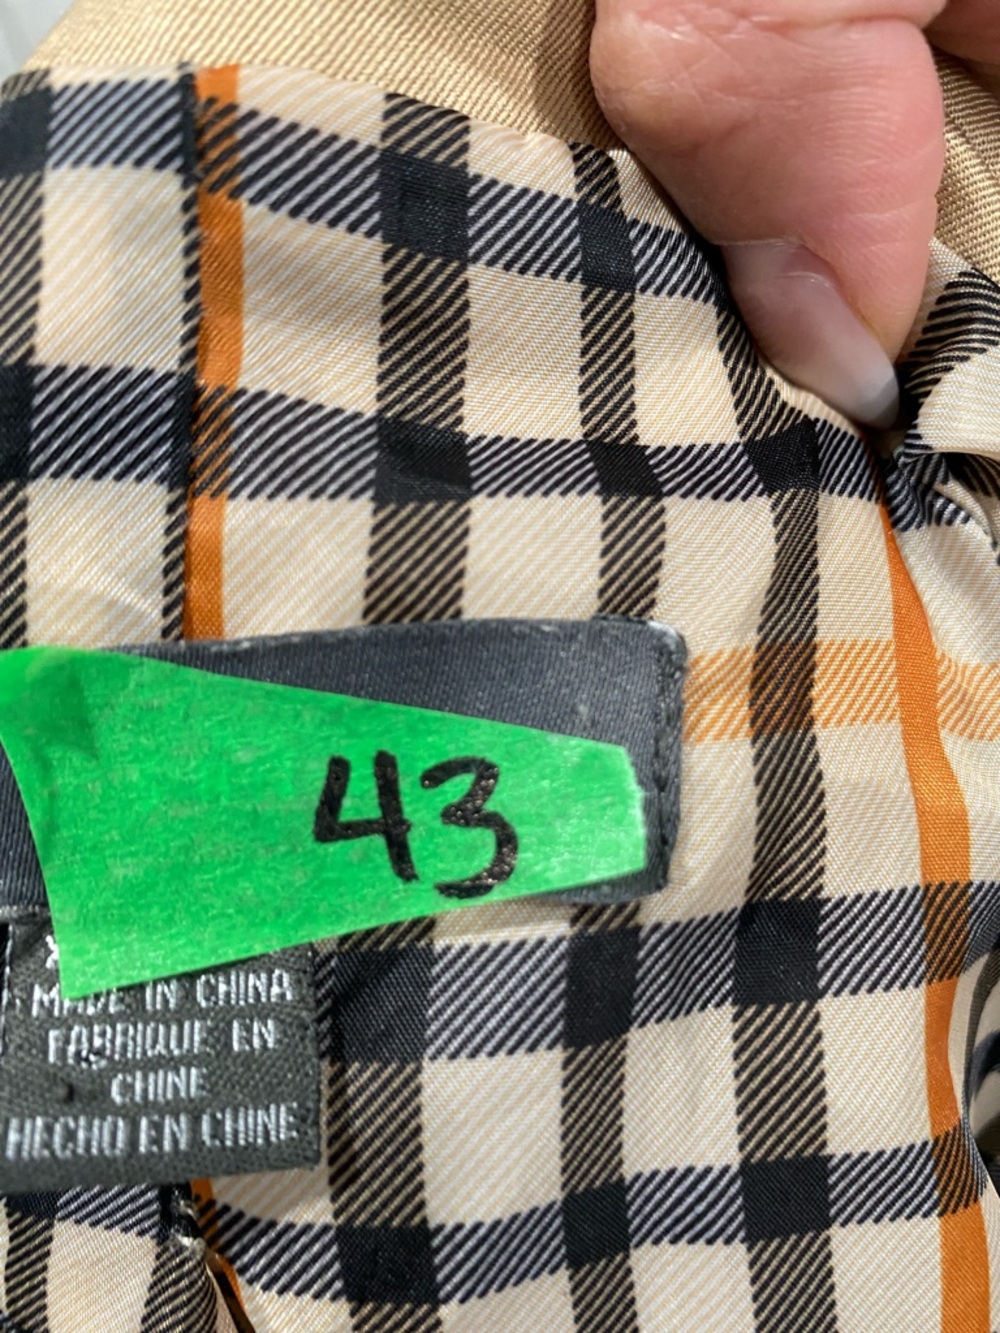 43
MADE IN CHINA
FABRIQUE EN
CHINE
HECHO EN CHINE